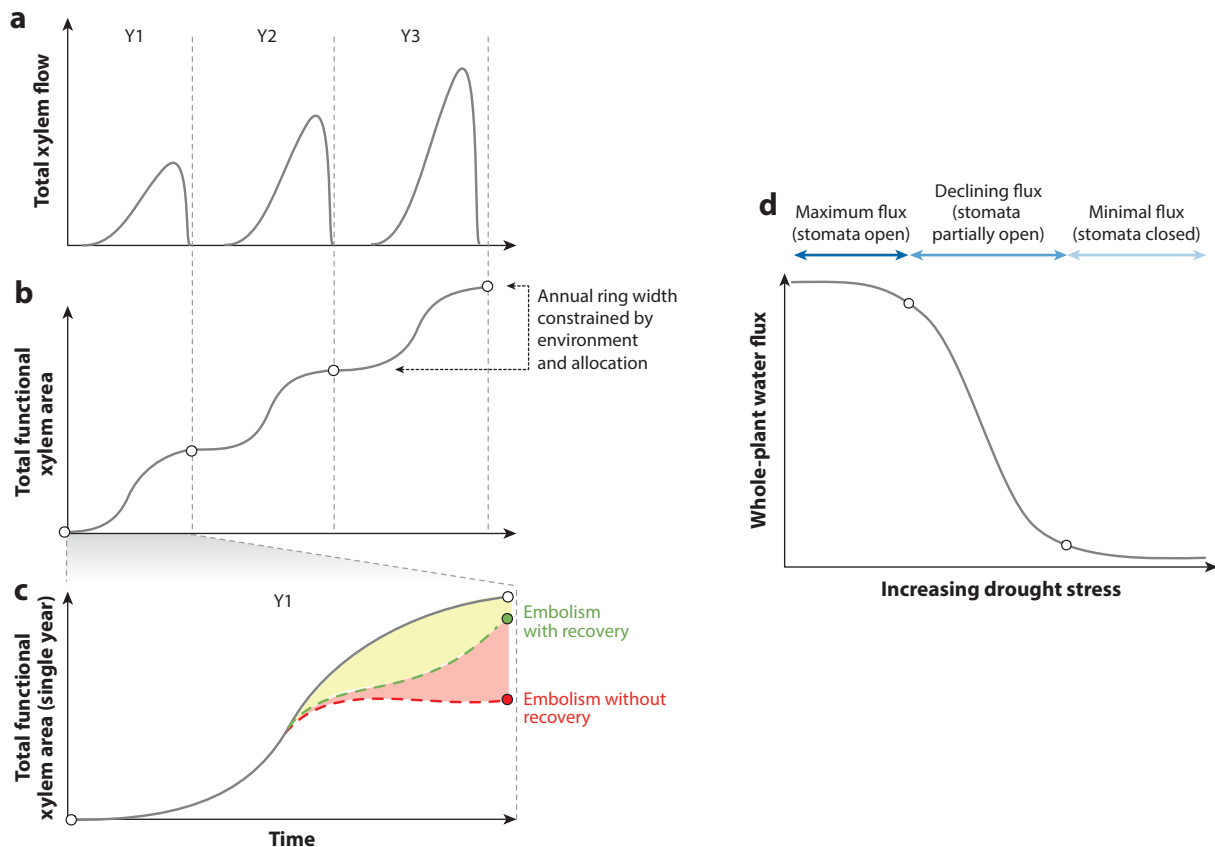 a
Y1
Y2
Y3
Total xylem flow
b
Total functional
xylem area
Annual ring width
constrained by
environment
and allocation
c
Y1
Total functional
xylem area (single year)
Embolism
with recovery
Embolism without
recovery
Time
d
Maximum flux
(stomata open)
Declining flux
(stomata
partially open)
Minimal flux
(stomata closed)
Whole-plant water flux
Increasing drought stress